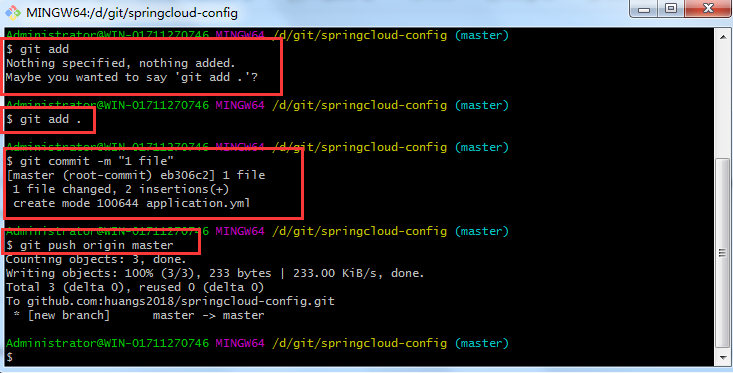 MINGW64:/d/git/springcloud-config
Administrator@WIN-01711270746 MINGW64 /d/git/springcloud-config (master)
$ git add
Nothing specified, nothing added.
Maybe you wanted to say 'git add .'?
Administrator@WIN-01711270746 MINGW64 /d/git/springcloud-config (master)
$ git add .
Administrator@WIN-01711270746 MINGW64 /d/git/springcloud-config (master)
$ git commit -m "1 file"
[master (root-commit) eb306c2] 1 file
1 file changed, 2 insertions(+)
create mode 100644 application.yml
Administrator@WIN-01711270746 MINGW64 /d/git/springcloud-config (master)
$ git push origin master
Counting objects: 3, done.
Writing objects: 100% (3/3), 233 bytes | 233.00 KiB/s, done.
Total 3 (delta 0), reused 0 (delta 0)
To github.com:huangs2018/springcloud-config.git
* [new branch] master -> master
Administrator@WIN-01711270746 MINGW64 /d/git/springcloud-config (master)
$